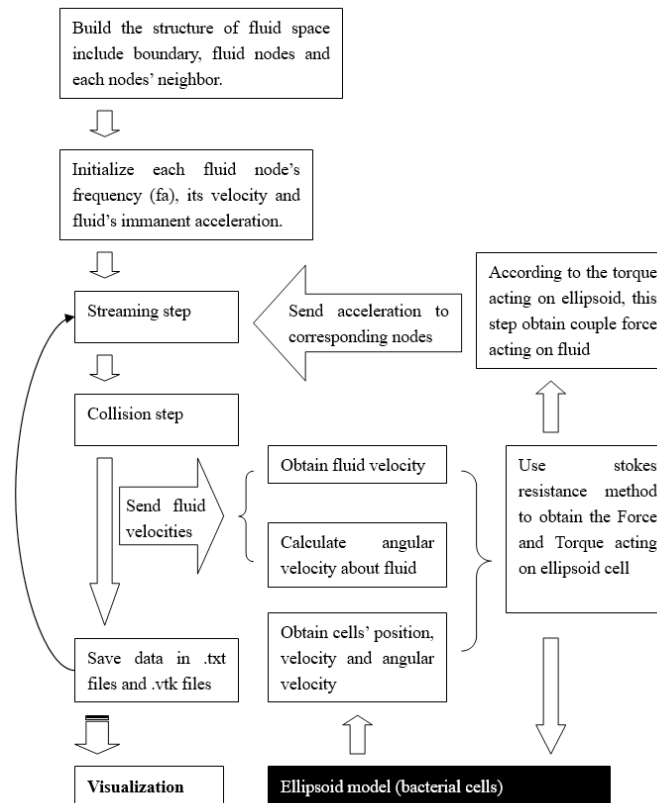 Build the structure of fluid space
include boundary, fluid nodes and
each nodes' neighbor.
Initialize each fluid node's
frequency (fa), its velocity and
fluid's immanent acceleration.
Streaming step
Send acceleration to
corresponding nodes
According to the torque
acting on ellipsoid, this
step obtain couple force
acting on fluid
Collision step
Send fluid
velocities
Obtain fluid velocity
Calculate angular
velocity about fluid
Obtain cells' position,
velocity and angular
velocity
Use stokes
resistance method
to obtain the Force
and Torque acting
on ellipsoid cell
Save data in .txt
files and .vtk files
Visualization
Ellipsoid model (bacterial cells)